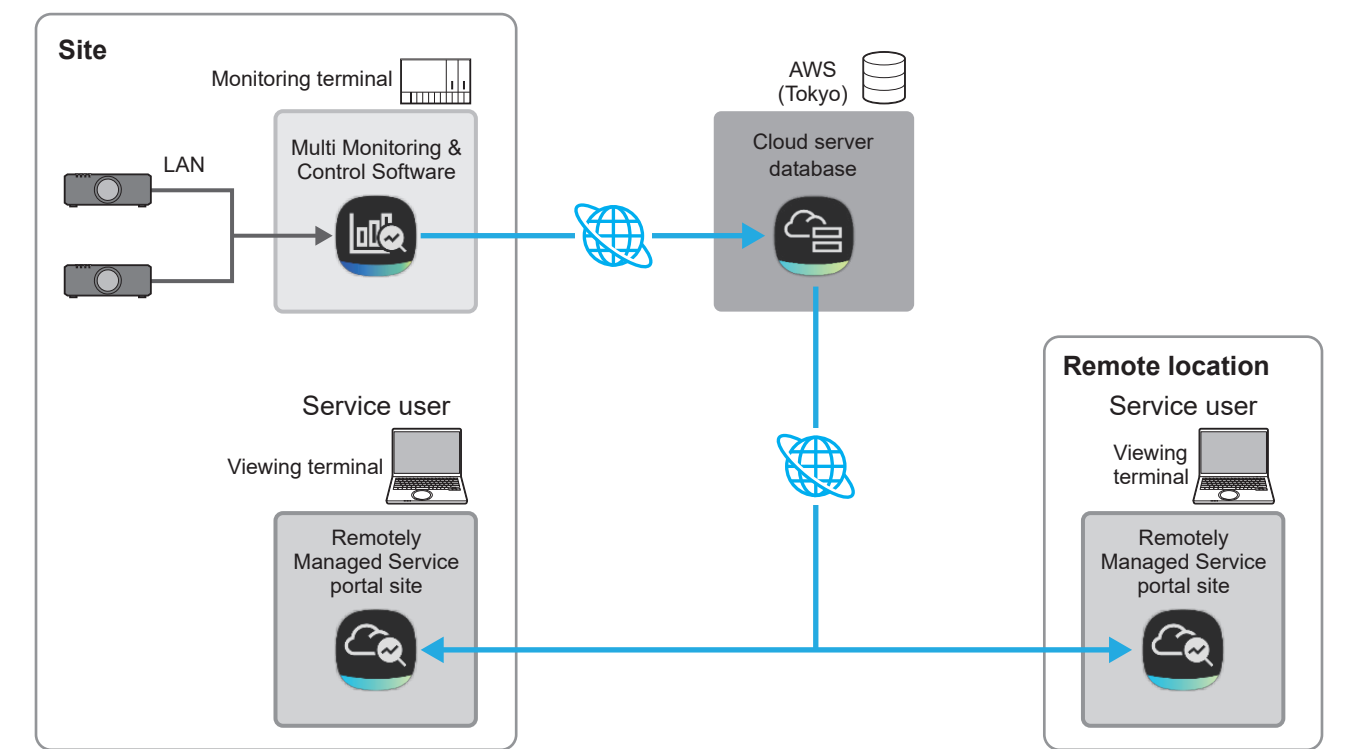 Site
Monitoring terminal
LAN
Multi Monitoring &
Control Software
AWS
(Tokyo)
Cloud server
database
Service user
Viewing terminal
Remotely
Managed Service
portal site
Remote location
Service user
Viewing
terminal
Remotely
Managed Service
portal site